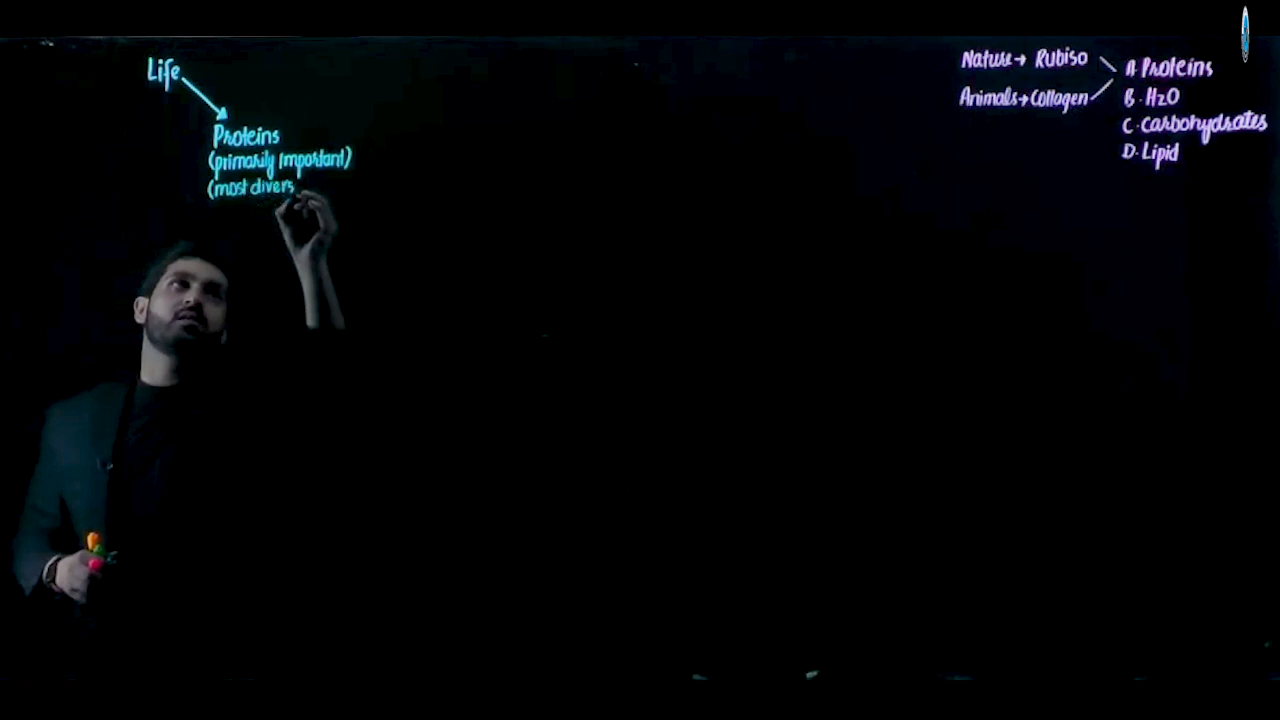 Life
Proteins
(primarily important)
(most divers
Nature → Rubiso
Animals → Collagen
A. Proteins
B. H2O
C. Carbohydrates
D. Lipid